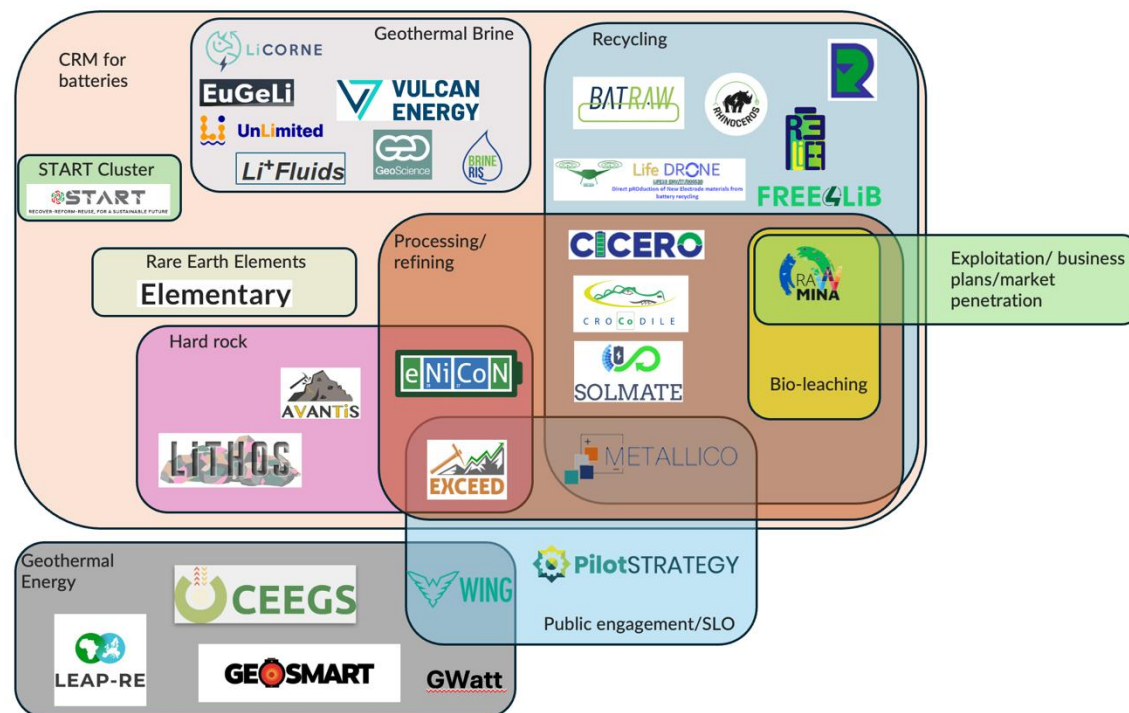 CRM for
batteries
Geothermal Brine
LiCORNE
EuGeLi
VULCAN
ENERGY
Li UnLimited
Li+Fluids
GeoScience
BRINE
RIS
Recycling
BATRAW
RHINOCEROS
R
RELiEF
Life DRONE
Direct prODuction of New Electrode materials from
battery recycling
FREE4LiB
START Cluster
START
RECOVER-REFORM-REUSE, FOR A SUSTAINABLE FUTURE
Rare Earth Elements
Elementary
Processing/
refining
CICERO
CROCODILE
SOLMATE
RAWMINA
Bio-leaching
Exploitation/ business
plans/market
penetration
Hard rock
AVANTiS
LiTHOS
eNiCoN
EXCEED
+
METALLICO
-
Geothermal
Energy
CEEGS
LEAP-RE
GEOSMART
GWatt
WING
PilotSTRATEGY
Public engagement/SLO